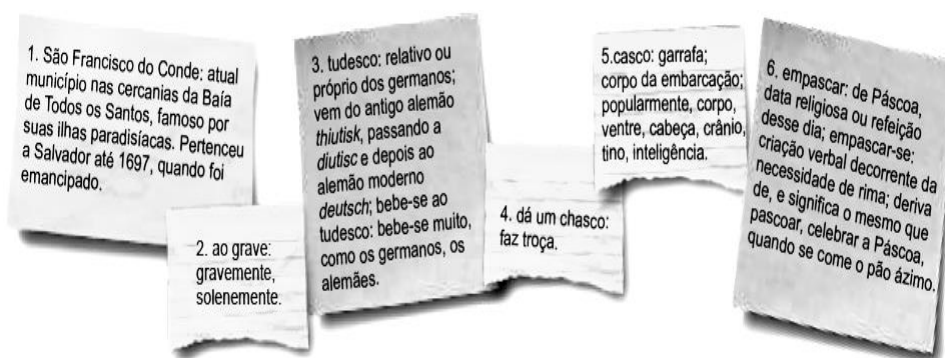 1. São Francisco do Conde: atual
município nas cercanias da Baía
de Todos os Santos, famoso por
suas ilhas paradisíacas. Pertenceu
a Salvador até 1697, quando foi
emancipado.
2. ao grave:
gravemente,
solenemente.
3. tudesco: relativo ou
próprio dos germanos;
vem do antigo alemão
thiutisk, passando a
diutisc e depois ao
alemão moderno
deutsch; bebe-se ao
tudesco: bebe-se muito,
como os germanos, os
alemães.
4. dá um chasco:
faz troça.
5.casco: garrafa;
corpo da embarcação;
popularmente, corpo,
ventre, cabeça, crânio,
tino, inteligência.
6. empascar: de Páscoa,
data religiosa ou refeição
desse dia; empascar-se:
criação verbal decorrente da
necessidade de rima; deriva
de, e significa o mesmo que
pascoar, celebrar a Páscoa,
quando se come o pão ázimo.